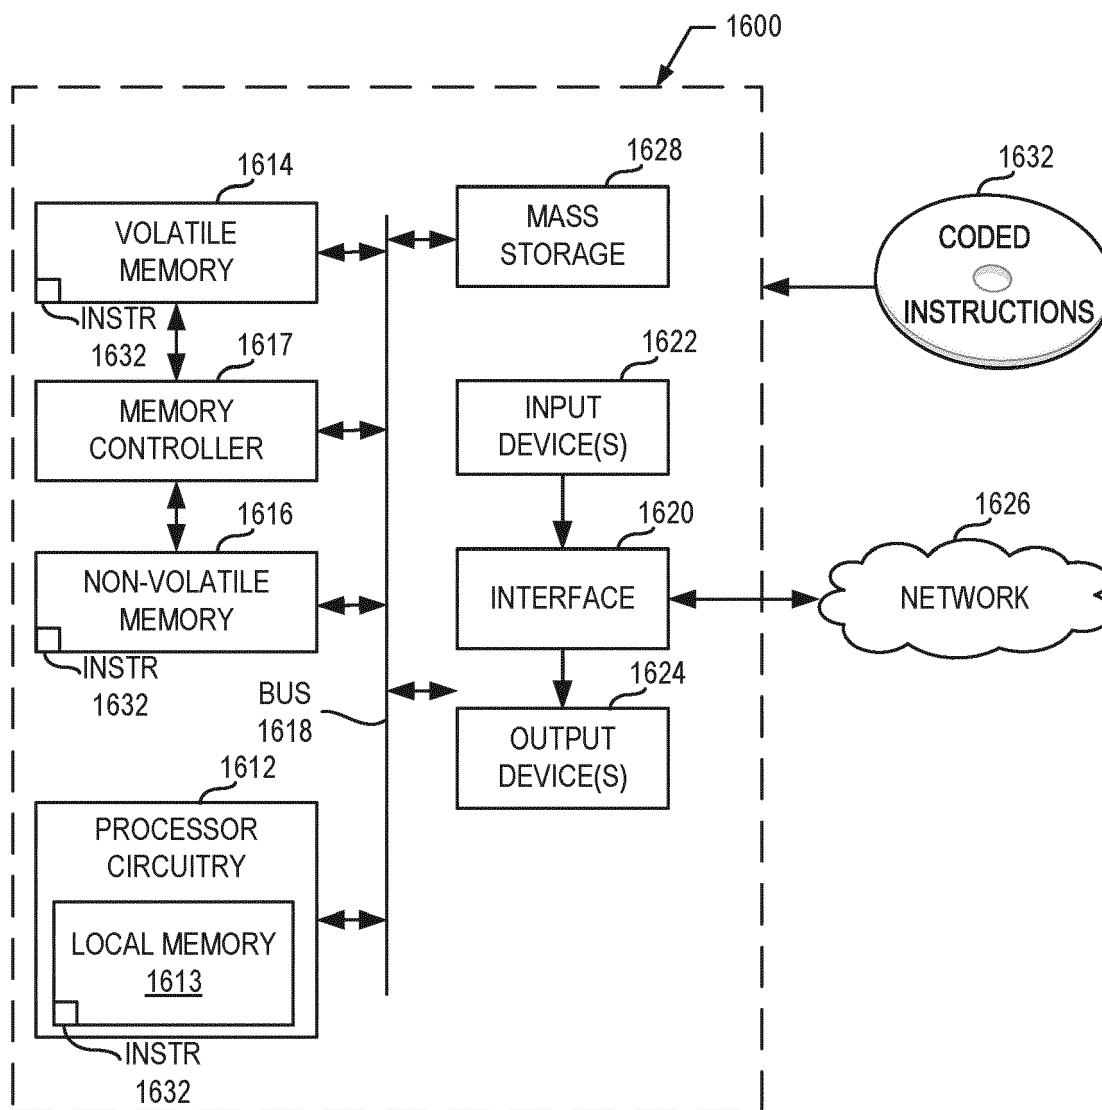 1600
1614
VOLATILE
MEMORY
INSTR
1632
1617
MEMORY
CONTROLLER
1616
NON-VOLATILE
MEMORY
INSTR
1632
BUS
1618
1612
PROCESSOR
CIRCUITRY
LOCAL MEMORY
1613
INSTR
1632
1628
MASS
STORAGE
1622
INPUT
DEVICE(S)
1620
INTERFACE
1624
OUTPUT
DEVICE(S)
1632
CODED
INSTRUCTIONS
1626
NETWORK